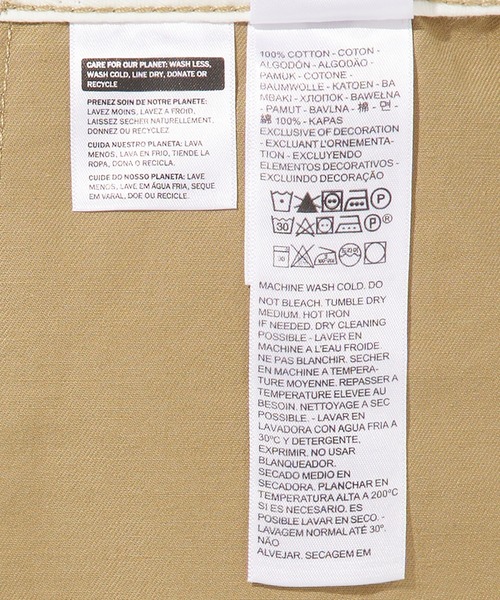 CARE FOR OUR PLANET: WASH LESS,
WASH COLD, LINE DRY, DONATE OR
RECYCLE
PRENEZ SOIN DE NOTRE PLANETE:
LAVEZ MOINS, LAVEZ A FROID,
LAISSEZ SECHER NATURELLEMENT,
DONNEZ OU RECYCLEZ
CUIDA NUESTRO PLANETA: LAVA
MENOS, LAVA EN FRIO, TIENDE LA
ROPA, DONA O RECICLA.
CUIDE DO NOSSO PLANETA: LAVE
MENOS, LAVE EM ÁGUA FRIA, SEQUE
EM VARAL, DOE OU RECICLE.
100% COTTON - COTON -
ALGODÓN - ALGODÃO -
PAMUK - COTONE -
BAUMWOLLE - KATOEN - BA
MBAKI - ХЛОПОК - BAWEŁNA
- PAMUT - BAVLNA - 棉 - 면 -
綿 100% - KAPAS
EXCLUSIVE OF DECORATION
- EXCLUANT L'ORNEMENTA-
TION - EXCLUYENDO
ELEMENTOS DECORATIVOS -
EXCLUINDO DECORAÇÃO
P
30 P®
MACHINE WASH COLD. DO
NOT BLEACH. TUMBLE DRY
MEDIUM. HOT IRON
IF NEEDED. DRY CLEANING
POSSIBLE - LAVER EN
MACHINE A L'EAU FROIDE.
NE PAS BLANCHIR. SECHER
EN MACHINE A TEMPERA-
TURE MOYENNE. REPASSER A
TEMPERATURE ELEVEE AU
BESOIN. NETTOYAGE A SEC
POSSIBLE. - LAVAR EN
LAVADORA CON AGUA FRIA A
30ºC Y DETERGENTE,
EXPRIMIR. NO USAR
BLANQUEADOR.
SECADO MEDIO EN
SECADORA. PLANCHAR EN
TEMPERATURA ALTA A 200°C
SI ES NECESARIO. ES
POSIBLE LAVAR EN SECO. -
LAVAGEM NORMAL ATÉ 30º.
NÃO
ALVEJAR. SECAGEM EM